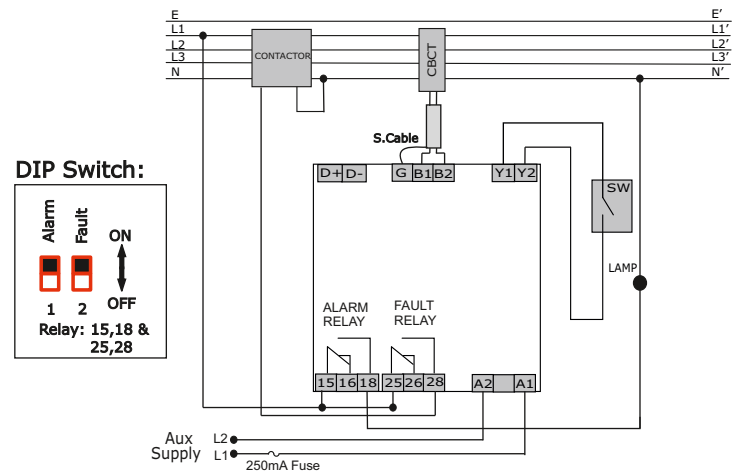 E E'
L1 L1'
L2 L2'
L3 L3'
N N'
CONTACTOR
CBCT
S.Cable
D+ D- G B1 B2 Y1 Y2
SW
LAMP
DIP Switch:
Alarm Fault
ON
OFF
1 2
Relay: 15,18 &
25,28
ALARM
RELAY
FAULT
RELAY
15 16 18 25 26 28 A2 A1
Aux
Supply
L2
L1
250mA Fuse